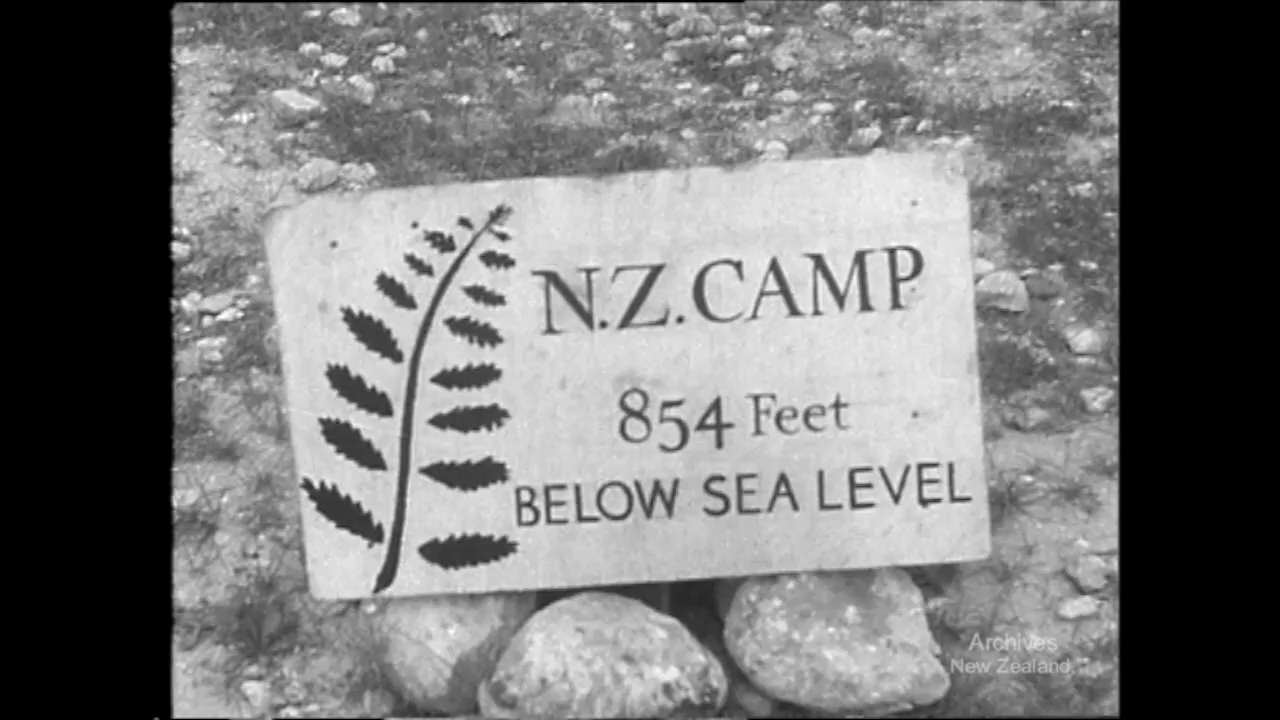 N.Z. CAMP
854 Feet
BELOW SEA LEVEL
Archives
New Zealand